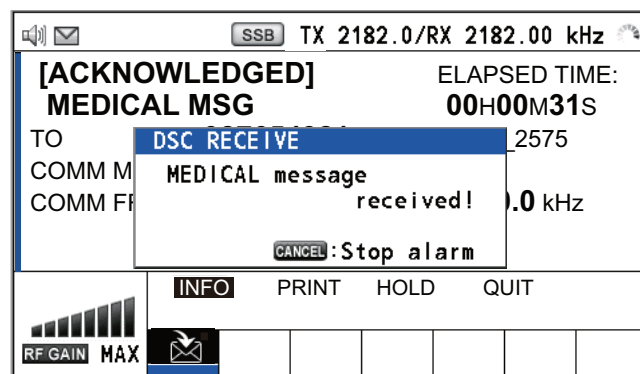 SSB TX 2182.0/RX 2182.00 kHz
[ACKNOWLEDGED] ELAPSED TIME:
MEDICAL MSG 00H00M31S
TO _2575
DSC RECEIVE
COMM M
MEDICAL message
received!
COMM F .0 kHz
CANCEL:Stop alarm
INFO PRINT HOLD QUIT
RF GAIN MAX